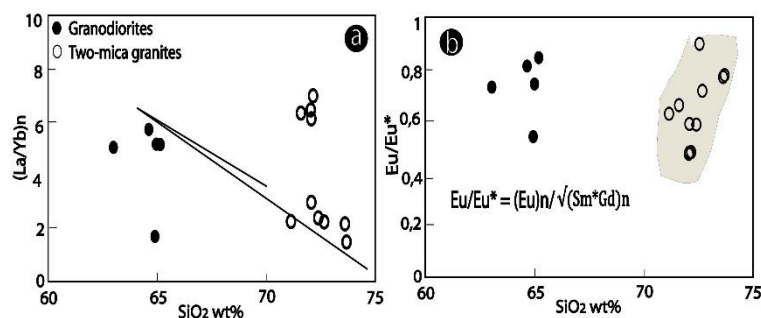 10
8
6
4
2
0
(La/Yb)n
Granodiorites
Two-mica granites
a
60
65
70
75
SiO2 wt%
1
0,8
0,6
0,4
0,2
0
Eu/Eu*
b
Eu/Eu* = (Eu)n/√(Sm*Gd)n
60
65
70
75
SiO2 wt%